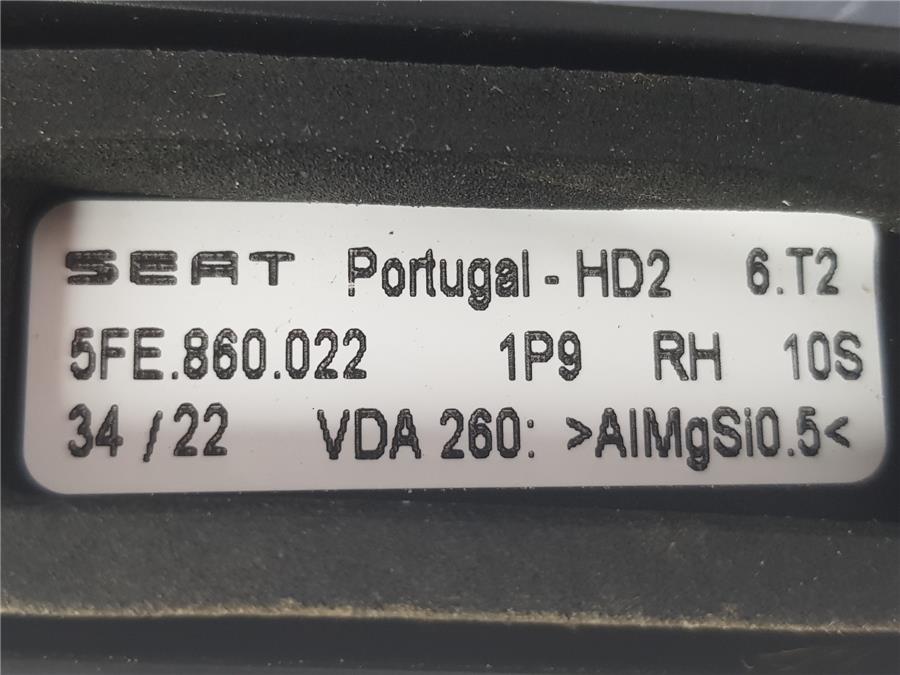 SEAT Portugal - HD2 6.T2
5FE.860.022 1P9 RH 10S
34 / 22 VDA 260: >AlMgSi0.5<